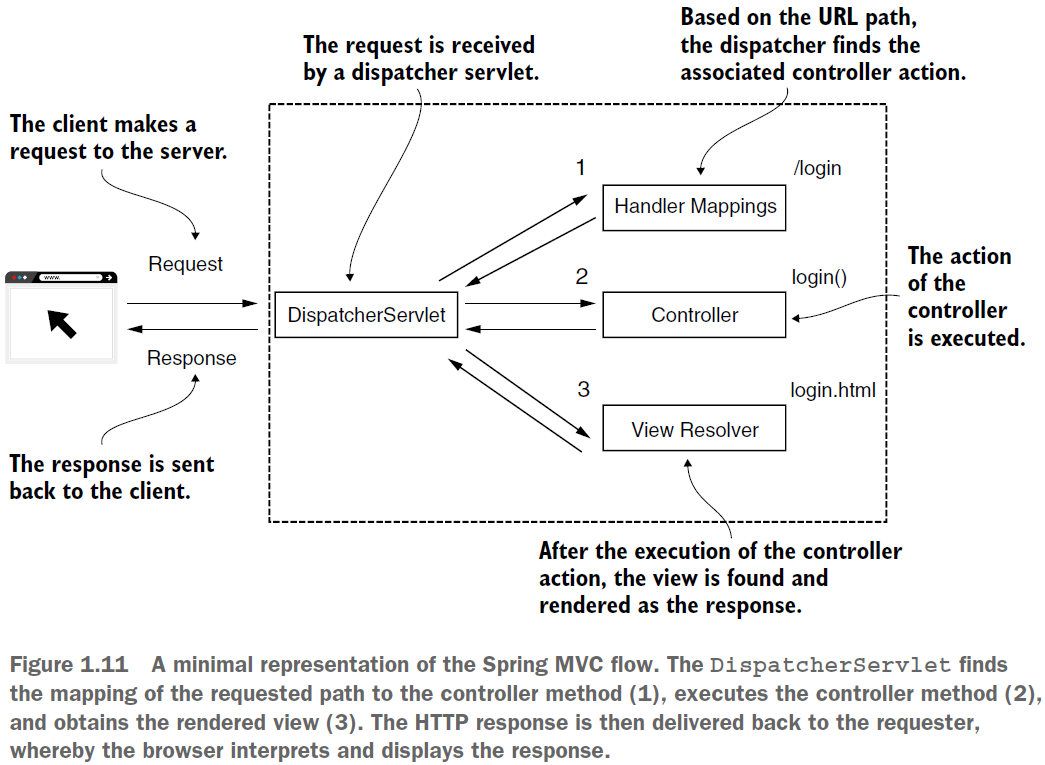 Based on the URL path,
the dispatcher finds the
associated controller action.
The request is received
by a dispatcher servlet.
The client makes a
request to the server.
1
/login
Handler Mappings
Request
www.
2
login()
The action
of the
controller
is executed.
DispatcherServlet
Controller
Response
3
login.html
View Resolver
The response is sent
back to the client.
After the execution of the controller
action, the view is found and
rendered as the response.
Figure 1.11 A minimal representation of the Spring MVC flow. The DispatcherServlet finds
the mapping of the requested path to the controller method (1), executes the controller method (2),
and obtains the rendered view (3). The HTTP response is then delivered back to the requester,
whereby the browser interprets and displays the response.